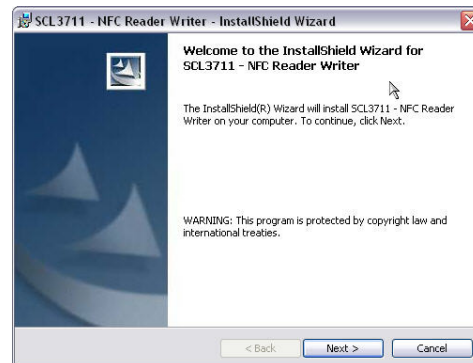 SCL3711 - NFC Reader Writer - InstallShield Wizard
Welcome to the InstallShield Wizard for
SCL3711 - NFC Reader Writer
The InstallShield(R) Wizard will install SCL3711 - NFC Reader
Writer on your computer. To continue, click Next.
WARNING: This program is protected by copyright law and
international treaties.
< Back
Next >
Cancel